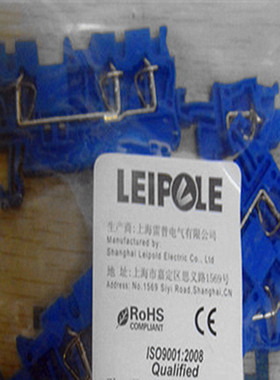 LEIPOLE
生产商:上海雷普电气有限公司
Manufactured by:
Shanghai Leipold Electric Co., Ltd
地 址:上海市嘉定区思义路1569号
Address: No.1569 Siyi Road,Shanghai,CN
RoHS
COMPLIANT
CE
ISO9001:2008
Qualified